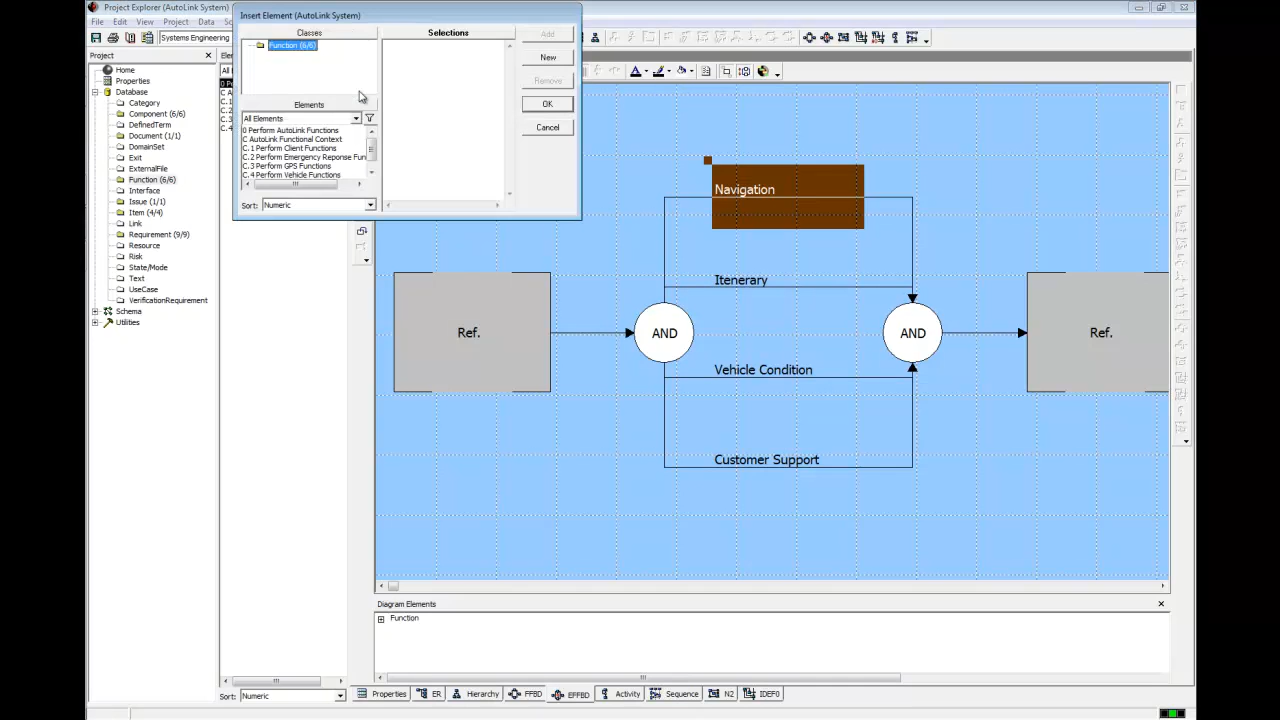 Project Explorer (AutoLink System)
File Edit View Project Data
Systems Engineering
Project
Home
Properties
Database
Category
Component (6/6)
DefinedTerm
Document (1/1)
DomainSet
Exit
ExternalFile
Function (6/6)
Interface
Issue (1/1)
Item (4/4)
Link
Requirement (9/9)
Resource
Risk
State/Mode
Text
UseCase
VerificationRequirement
Schema
Utilities
Sort: Numeric
Insert Element (AutoLink System)
Classes
Function (6/6)
Elements
All Elements
0 Perform AutoLink Functions
C AutoLink Functional Context
C.1 Perform Client Functions
C.2 Perform Emergency Reponse Fun
C.3 Perform GPS Functions
C.4 Perform Vehicle Functions
Sort: Numeric
Selections
Add
New
Remove
OK
Cancel
Navigation
Itenerary
Ref.
AND
AND
Ref.
Vehicle Condition
Customer Support
Diagram Elements
Function
Properties ER Hierarchy FFBD EFFBD Activity Sequence N2 IDEF0